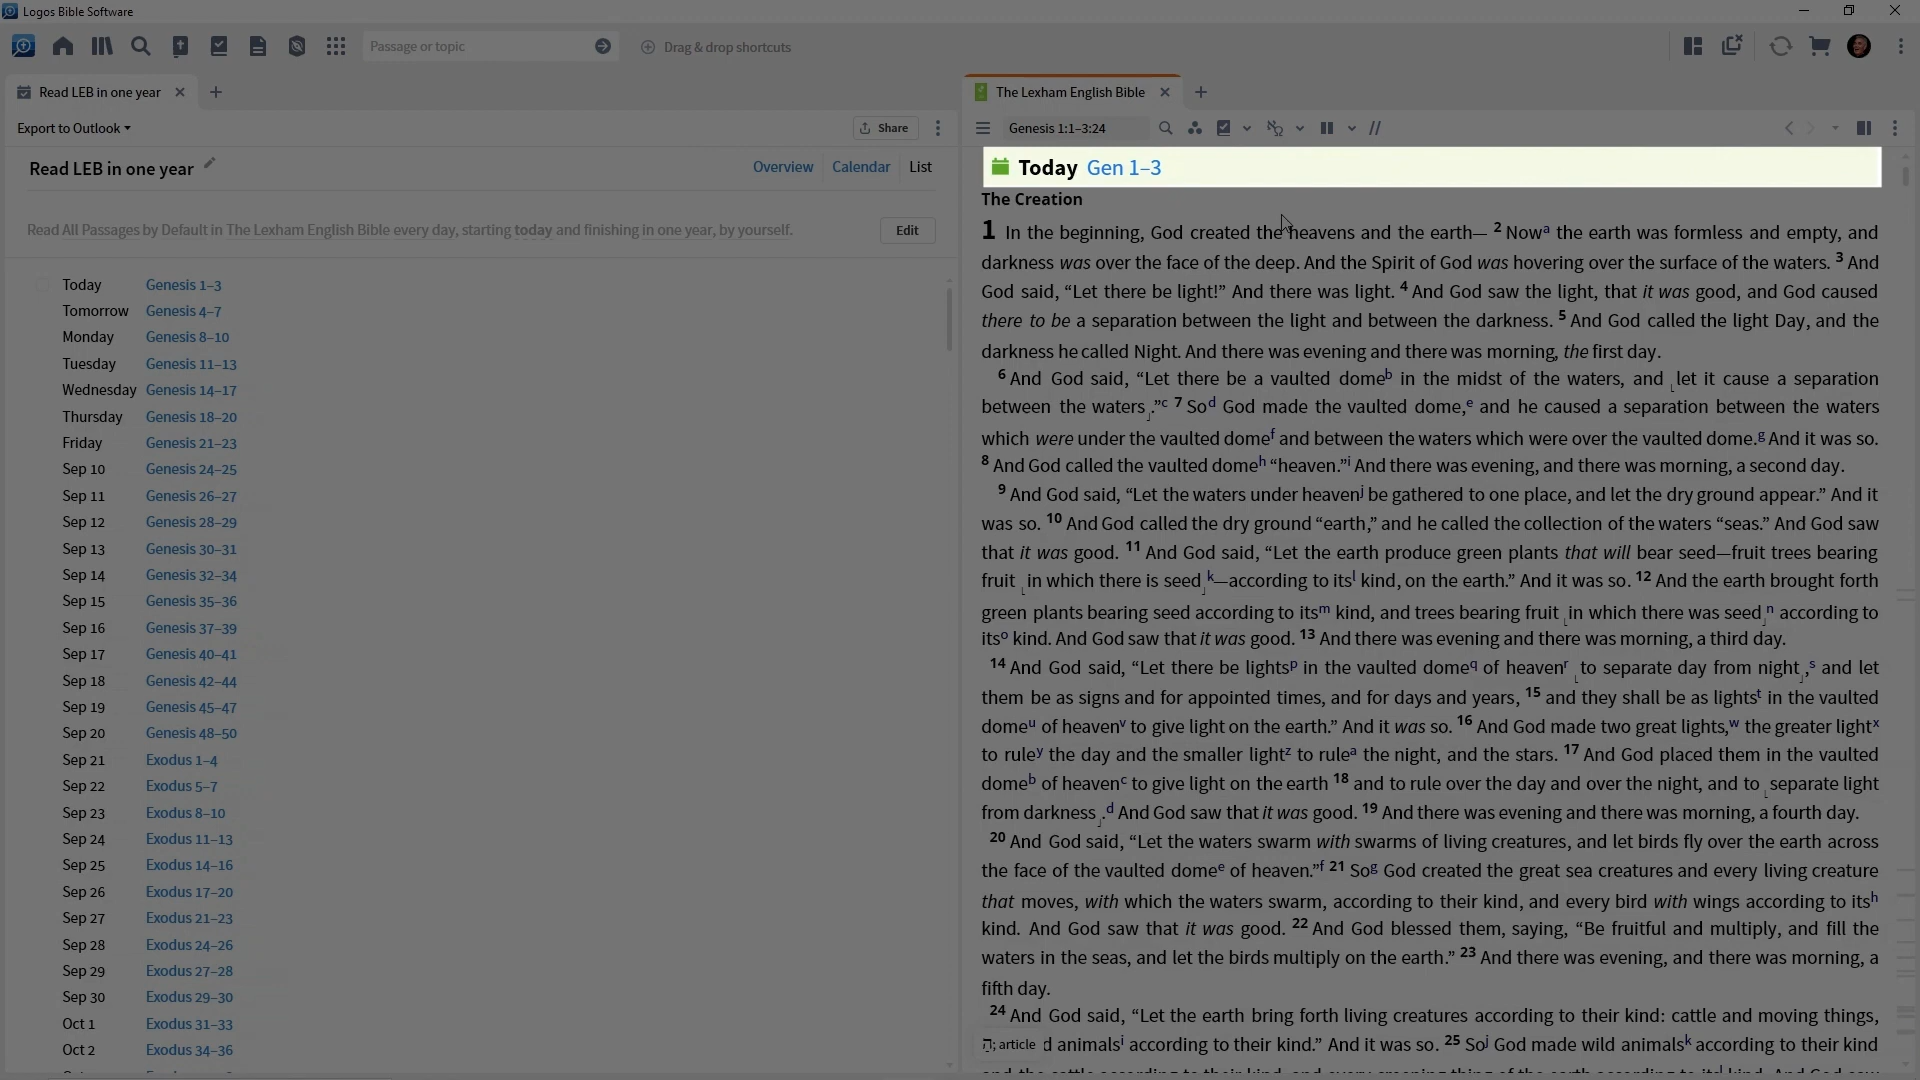 Logos Bible Software
Passage or topic
Drag & drop shortcuts
Read LEB in one year
The Lexham English Bible
Export to Outlook
Share
Genesis 1:1–3:24
Read LEB in one year
Overview
Calendar
List
Read All Passages by Default in The Lexham English Bible every day, starting today and finishing in one year, by yourself.
Edit
Today Genesis 1–3
Tomorrow Genesis 4–7
Monday Genesis 8–10
Tuesday Genesis 11–13
Wednesday Genesis 14–17
Thursday Genesis 18–20
Friday Genesis 21–23
Sep 10 Genesis 24–25
Sep 11 Genesis 26–27
Sep 12 Genesis 28–29
Sep 13 Genesis 30–31
Sep 14 Genesis 32–34
Sep 15 Genesis 35–36
Sep 16 Genesis 37–39
Sep 17 Genesis 40–41
Sep 18 Genesis 42–44
Sep 19 Genesis 45–47
Sep 20 Genesis 48–50
Sep 21 Exodus 1–4
Sep 22 Exodus 5–7
Sep 23 Exodus 8–10
Sep 24 Exodus 11–13
Sep 25 Exodus 14–16
Sep 26 Exodus 17–20
Sep 27 Exodus 21–23
Sep 28 Exodus 24–26
Sep 29 Exodus 27–28
Sep 30 Exodus 29–30
Oct 1 Exodus 31–33
Oct 2 Exodus 34–36
Today Gen 1–3
The Creation
1 In the beginning, God created the heavens and the earth— 2 Nowa the earth was formless and empty, and
darkness was over the face of the deep. And the Spirit of God was hovering over the surface of the waters. 3 And
God said, “Let there be light!” And there was light. 4 And God saw the light, that it was good, and God caused
there to be a separation between the light and between the darkness. 5 And God called the light Day, and the
darkness he called Night. And there was evening and there was morning, the first day.
6 And God said, “Let there be a vaulted domeb in the midst of the waters, and ⌞let it cause a separation
between the waters⌟.”c 7 Sod God made the vaulted dome,e and he caused a separation between the waters
which were under the vaulted domef and between the waters which were over the vaulted dome.g And it was so.
8 And God called the vaulted domeh “heaven.”i And there was evening, and there was morning, a second day.
9 And God said, “Let the waters under heavenj be gathered to one place, and let the dry ground appear.” And it
was so. 10 And God called the dry ground “earth,” and he called the collection of the waters “seas.” And God saw
that it was good. 11 And God said, “Let the earth produce green plants that will bear seed—fruit trees bearing
fruit ⌞in which there is seed⌟k—according to itsl kind, on the earth.” And it was so. 12 And the earth brought forth
green plants bearing seed according to itsm kind, and trees bearing fruit ⌞in which there was seed⌟n according to
itso kind. And God saw that it was good. 13 And there was evening and there was morning, a third day.
14 And God said, “Let there be lightsp in the vaulted domeq of heavenr ⌞to separate day from night⌟,s and let
them be as signs and for appointed times, and for days and years, 15 and they shall be as lightst in the vaulted
domeu of heavenv to give light on the earth.” And it was so. 16 And God made two great lights,w the greater lightx
to ruley the day and the smaller lightz to rulea the night, and the stars. 17 And God placed them in the vaulted
domeb of heavenc to give light on the earth 18 and to rule over the day and over the night, and to ⌞separate light
from darkness⌟.d And God saw that it was good. 19 And there was evening and there was morning, a fourth day.
20 And God said, “Let the waters swarm with swarms of living creatures, and let birds fly over the earth across
the face of the vaulted domee of heaven.”f 21 Sog God created the great sea creatures and every living creature
that moves, with which the waters swarm, according to their kind, and every bird with wings according to itsh
kind. And God saw that it was good. 22 And God blessed them, saying, “Be fruitful and multiply, and fill the
waters in the seas, and let the birds multiply on the earth.” 23 And there was evening, and there was morning, a
fifth day.
24 And God said, “Let the earth bring forth living creatures according to their kind: cattle and moving things,
ה; article d animalsi according to their kind.” And it was so. 25 Soj God made wild animalsk according to their kind